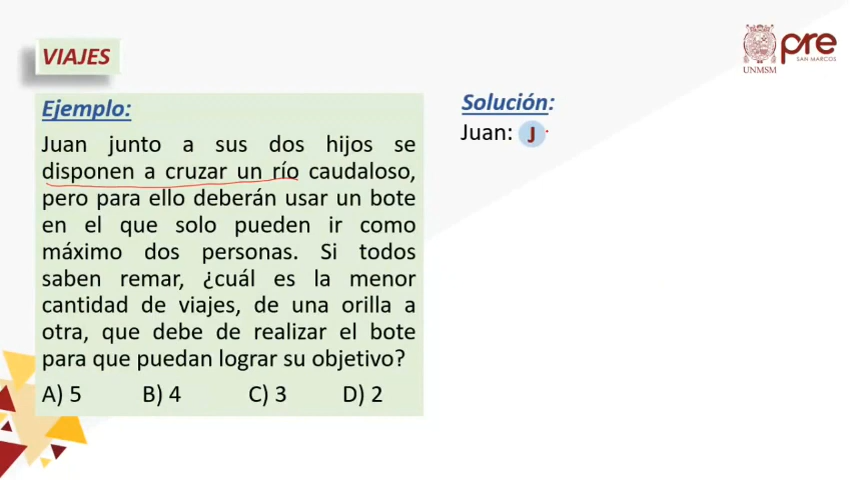 VIAJES
UNMSM
pre
SAN MARCOS
Ejemplo:
Juan junto a sus dos hijos se
disponen a cruzar un río caudaloso,
pero para ello deberán usar un bote
en el que solo pueden ir como
máximo dos personas. Si todos
saben remar, ¿cuál es la menor
cantidad de viajes, de una orilla a
otra, que debe de realizar el bote
para que puedan lograr su objetivo?
A) 5 B) 4 C) 3 D) 2
Solución:
Juan: J